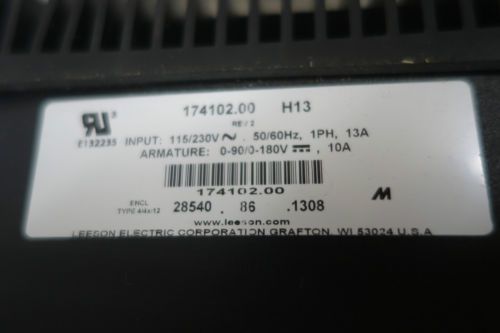 174102.00 H13
REV 2
E132235 INPUT: 115/230V ~ . 50/60Hz, 1PH, 13A
ARMATURE: 0-90/0-180V ⎓ , 10A
174102.00
ENCL
TYPE 4/4x/12 28540 . 86 .1308
www.leeson.com
LEESON ELECTRIC CORPORATION GRAFTON, WI 53024 U.S.A